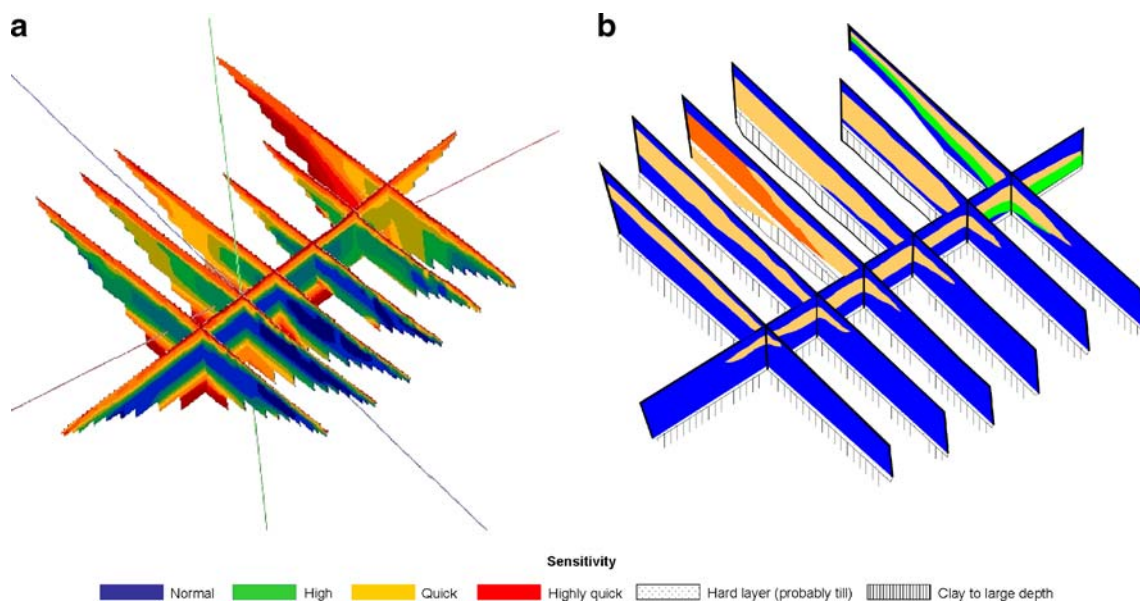 a
b
Sensitivity
Normal High Quick Highly quick Hard layer (probably till) Clay to large depth